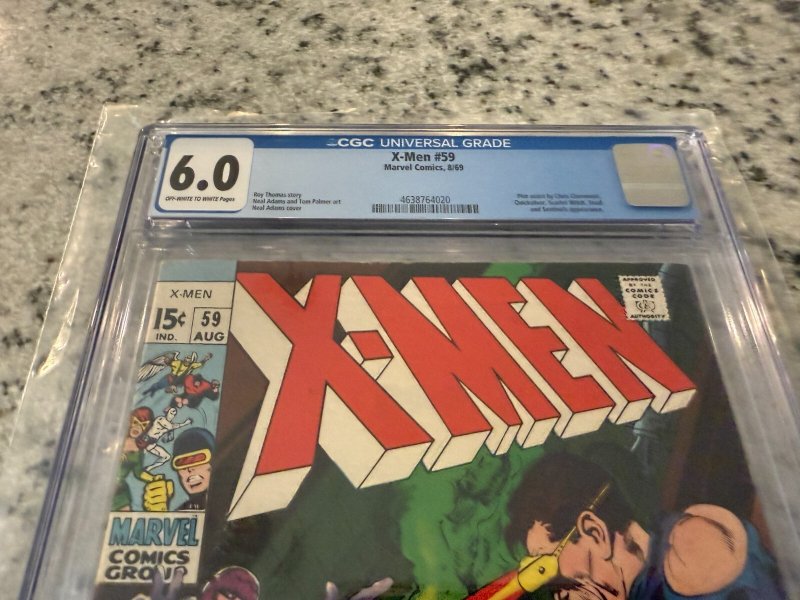 CGC UNIVERSAL GRADE
6.0
OFF-WHITE TO WHITE Pages
X-Men #59
Marvel Comics, 8/69
Roy Thomas story
Neal Adams and Tom Palmer art
Neal Adams cover
4638764020
Plot assist by Chris Claremont.
Quicksilver, Scarlet Witch, Toad
and Sentinels appearance.
X-MEN
15¢
IND.
59
AUG
X-MEN
APPROVED
BY THE
COMICS
CODE
AUTHORITY
MARVEL
COMICS
GROUP